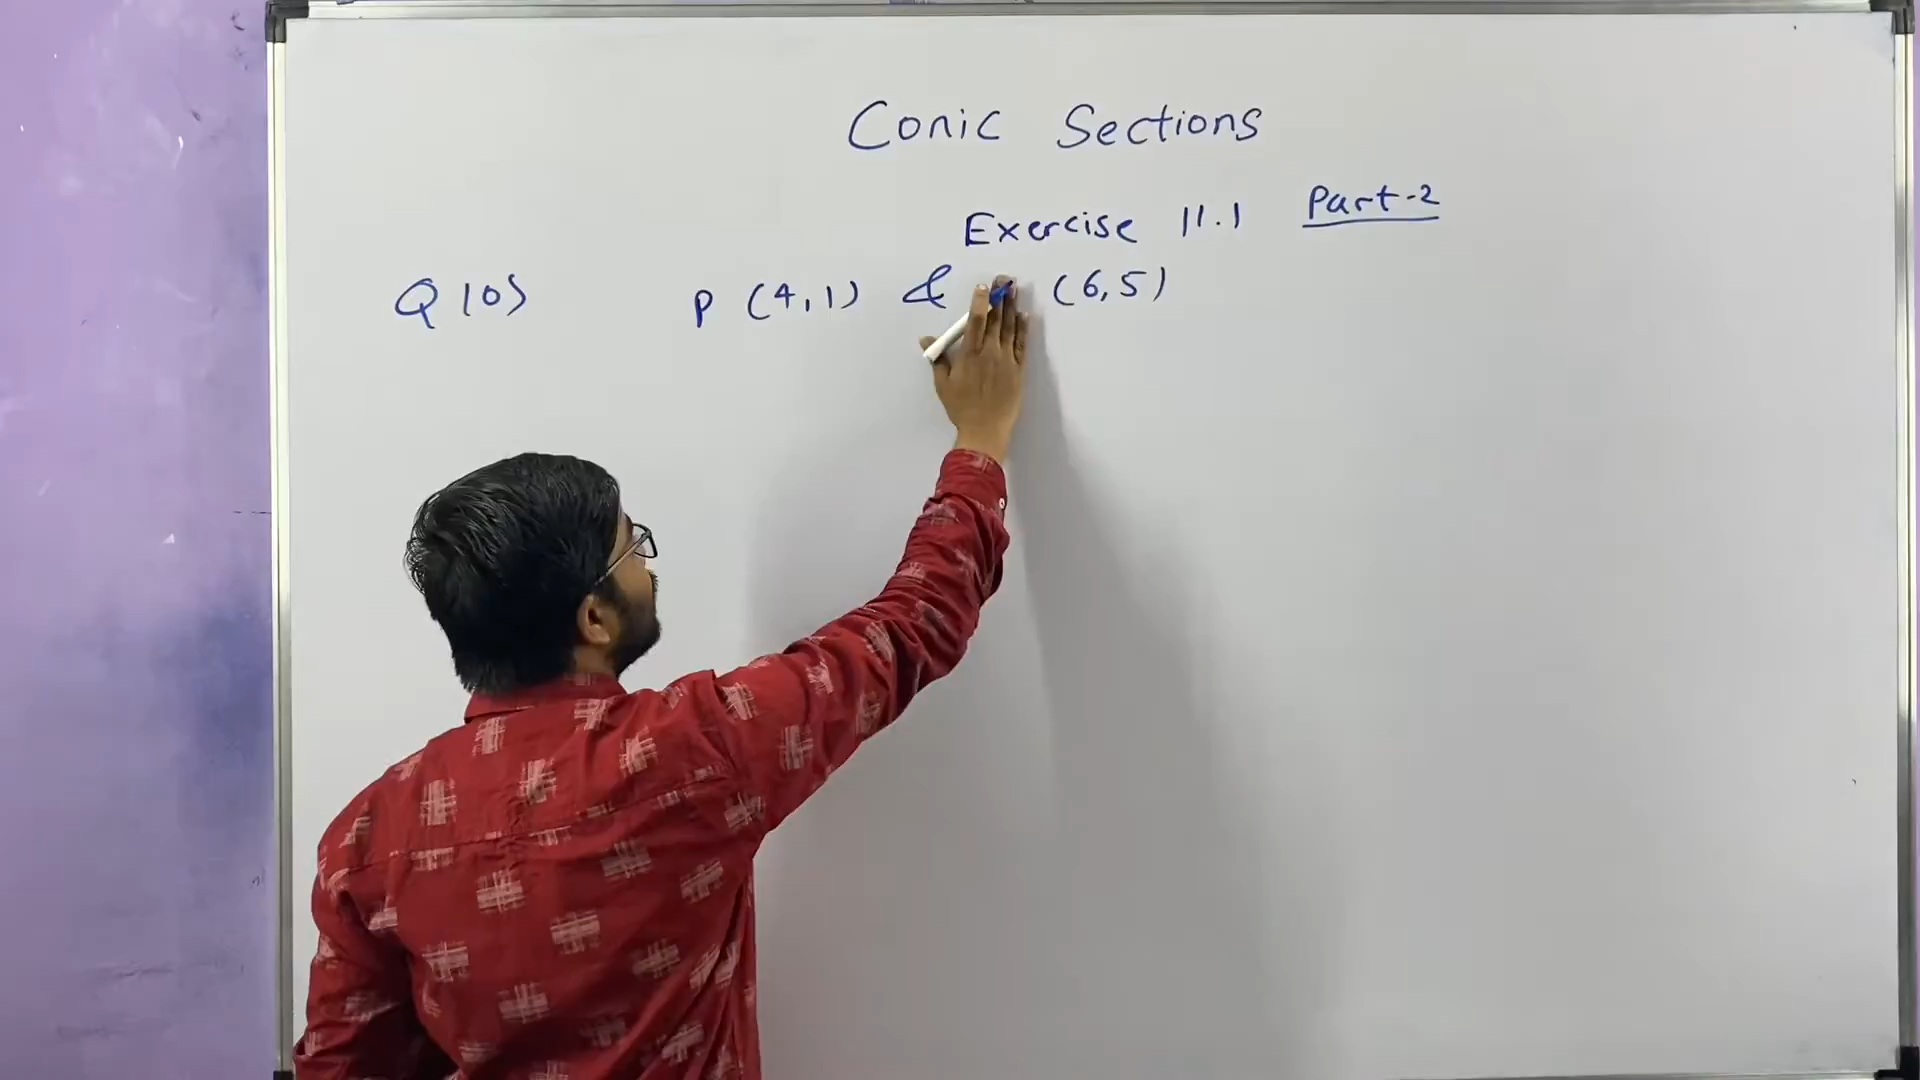 Conic Sections
Exercise 11.1 Part-2
Q 10) P (4,1) & (6,5)